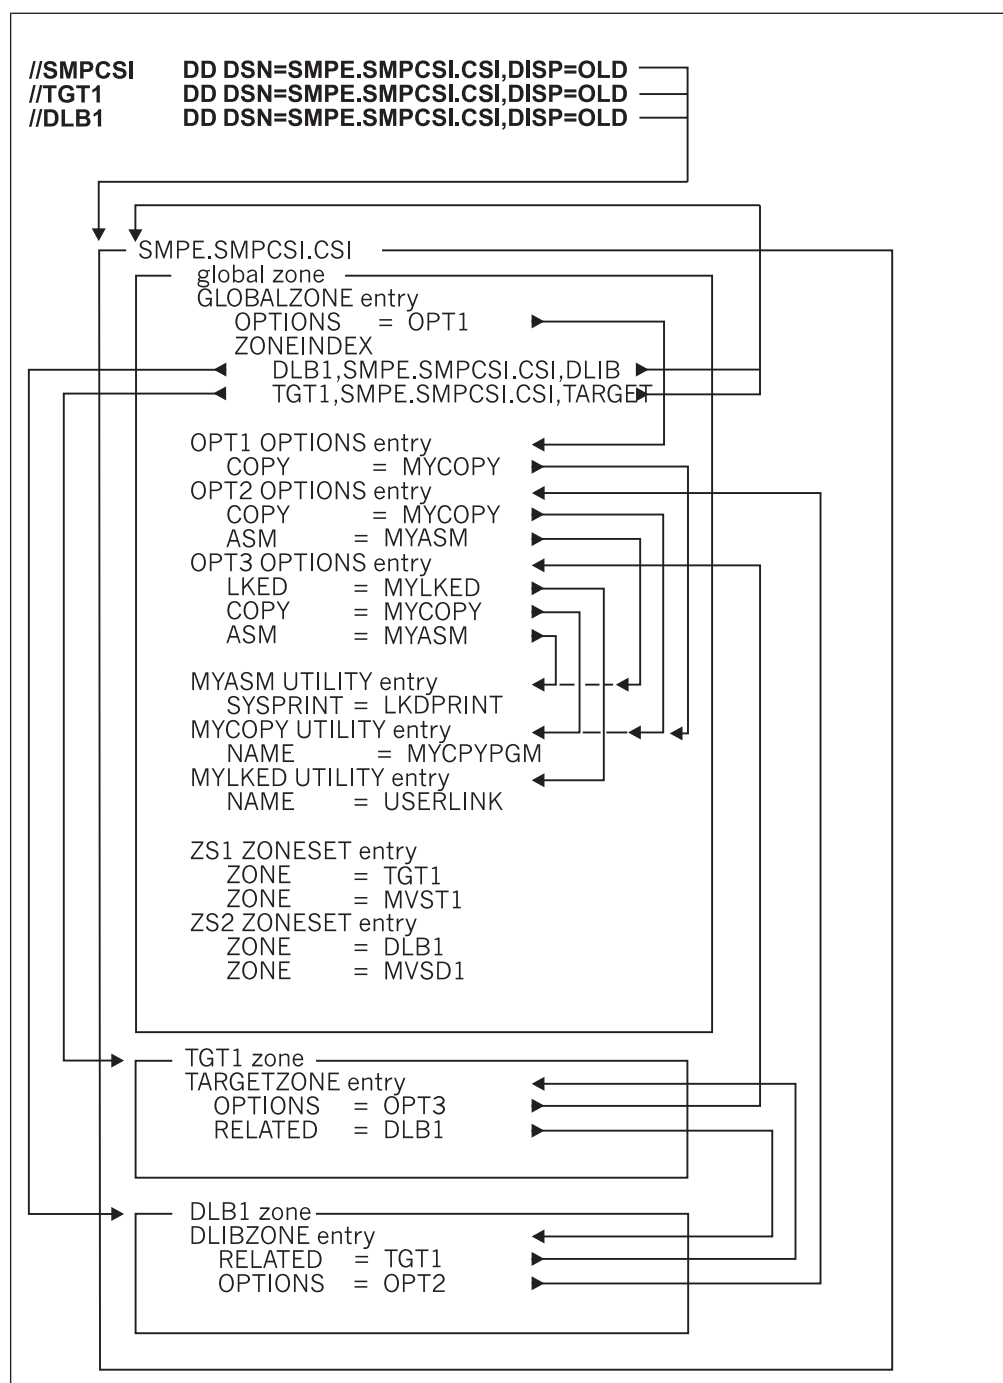 //SMPCSI DD DSN=SMPE.SMPCSI.CSI,DISP=OLD
//TGT1 DD DSN=SMPE.SMPCSI.CSI,DISP=OLD
//DLB1 DD DSN=SMPE.SMPCSI.CSI,DISP=OLD
SMPE.SMPCSI.CSI
global zone
GLOBALZONE entry
OPTIONS = OPT1
ZONEINDEX
DLB1,SMPE.SMPCSI.CSI,DLIB
TGT1,SMPE.SMPCSI.CSI,TARGET
OPT1 OPTIONS entry
COPY = MYCOPY
OPT2 OPTIONS entry
COPY = MYCOPY
ASM = MYASM
OPT3 OPTIONS entry
LKED = MYLKED
COPY = MYCOPY
ASM = MYASM
MYASM UTILITY entry
SYSPRINT = LKDPRINT
MYCOPY UTILITY entry
NAME = MYCPYPGM
MYLKED UTILITY entry
NAME = USERLINK
ZS1 ZONESET entry
ZONE = TGT1
ZONE = MVST1
ZS2 ZONESET entry
ZONE = DLB1
ZONE = MVSD1
TGT1 zone
TARGETZONE entry
OPTIONS = OPT3
RELATED = DLB1
DLB1 zone
DLIBZONE entry
RELATED = TGT1
OPTIONS = OPT2